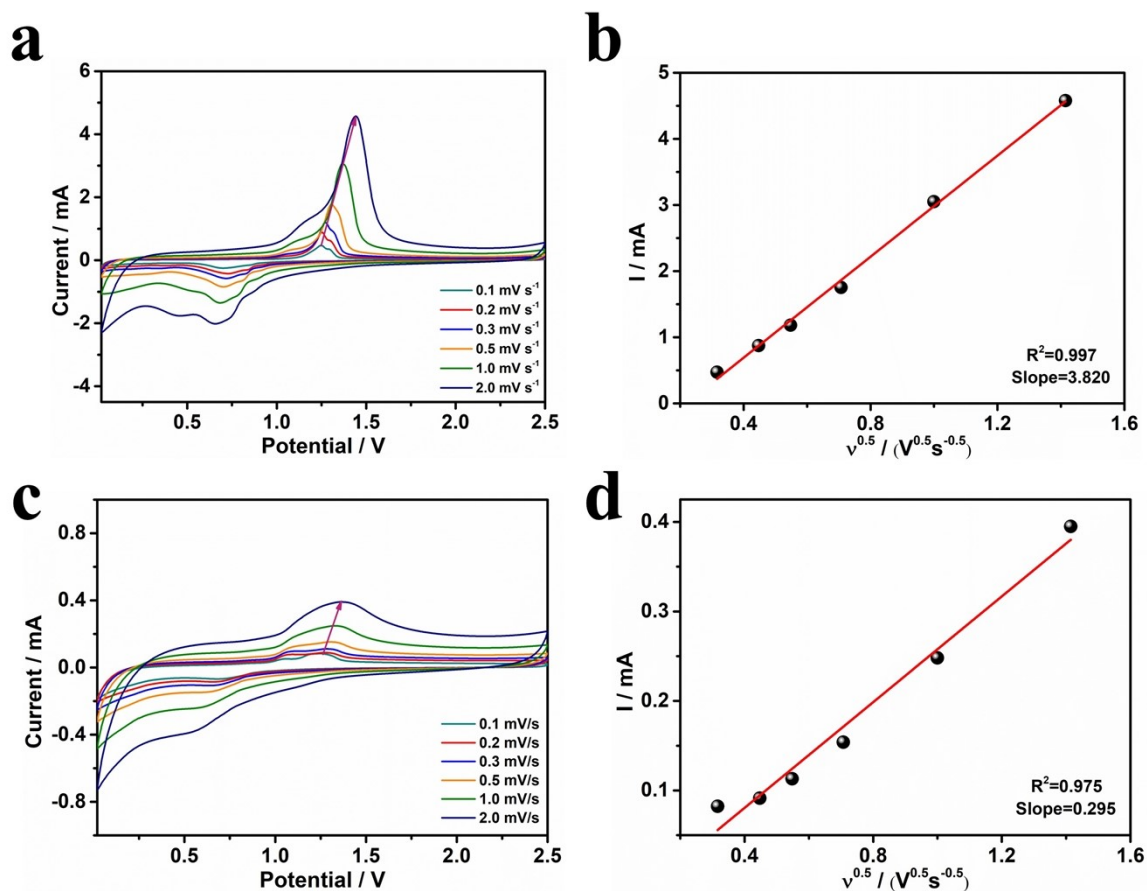 a
6
4
2
0
-2
-4
Current / mA
0.5
1.0
1.5
2.0
2.5
Potential / V
0.1 mV s⁻¹
0.2 mV s⁻¹
0.3 mV s⁻¹
0.5 mV s⁻¹
1.0 mV s⁻¹
2.0 mV s⁻¹
b
5
4
3
2
1
0
I / mA
0.4
0.8
1.2
1.6
ν⁰·⁵ / (V⁰·⁵s⁻⁰·⁵)
R²=0.997
Slope=3.820
c
0.8
0.4
0.0
-0.4
-0.8
Current / mA
0.5
1.0
1.5
2.0
2.5
Potential / V
0.1 mV/s
0.2 mV/s
0.3 mV/s
0.5 mV/s
1.0 mV/s
2.0 mV/s
d
0.4
0.3
0.2
0.1
I / mA
0.4
0.8
1.2
1.6
ν⁰·⁵ / (V⁰·⁵s⁻⁰·⁵)
R²=0.975
Slope=0.295